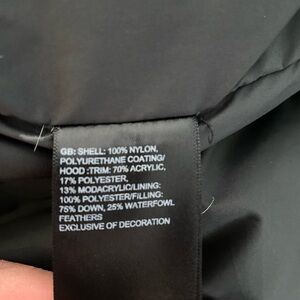 GB: SHELL: 100% NYLON,
POLYURETHANE COATING/
HOOD :TRIM: 70% ACRYLIC,
17% POLYESTER,
13% MODACRYLIC/LINING:
100% POLYESTER/FILLING:
75% DOWN, 25% WATERFOWL
FEATHERS
EXCLUSIVE OF DECORATION